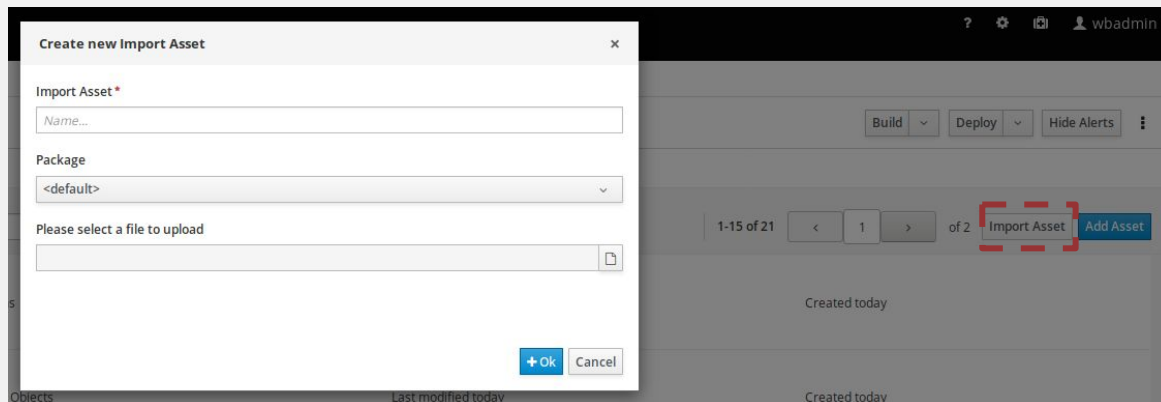 ? wbadmin
Create new Import Asset ×
Import Asset*
Name...
Build Deploy Hide Alerts
Package
<default>
1-15 of 21 < 1 > of 2 Import Asset Add Asset
Please select a file to upload
s Created today
+ Ok Cancel
Objects Last modified today Created today